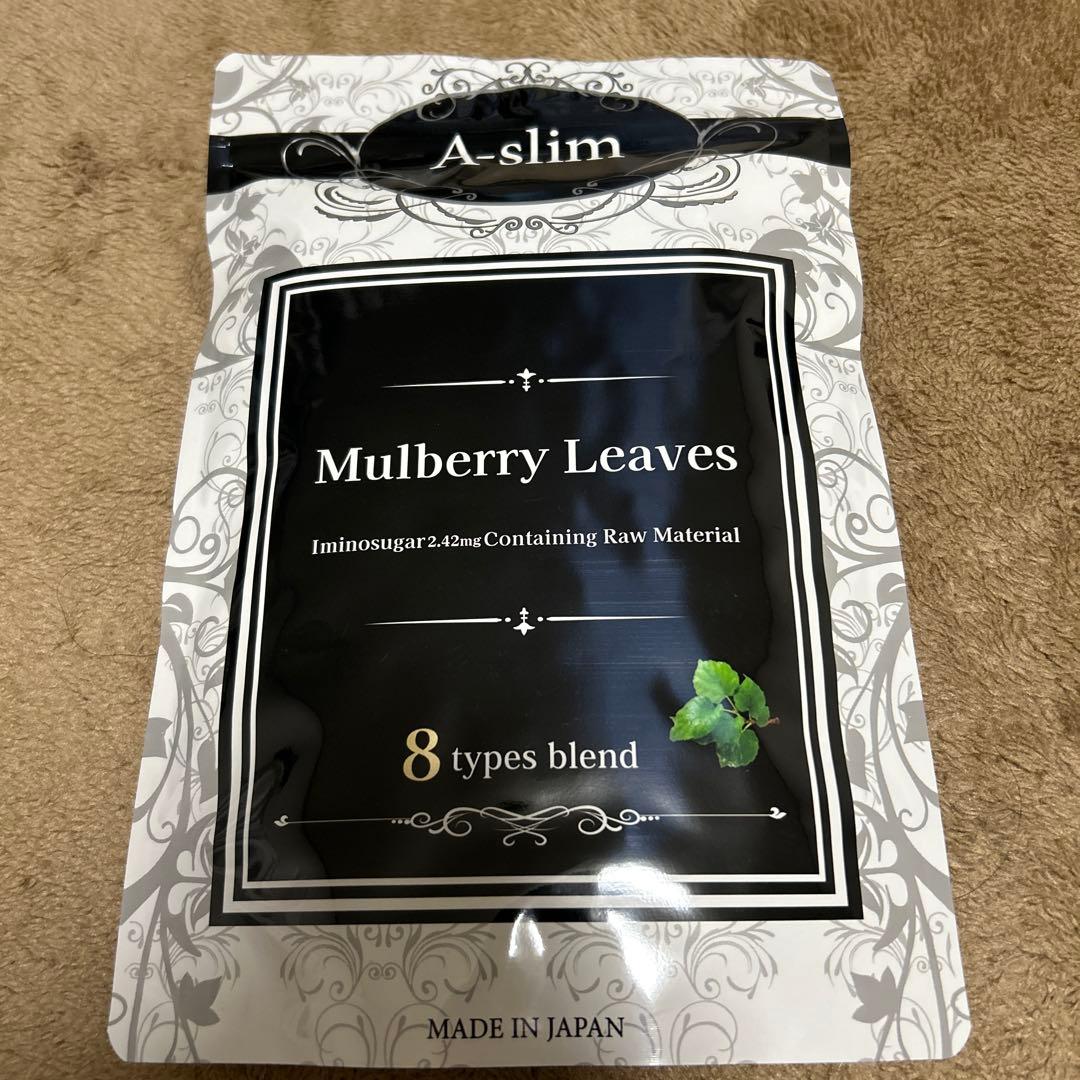 A-slim
Mulberry Leaves
Iminosugar 2.42mg Containing Raw Material
8 types blend
MADE IN JAPAN